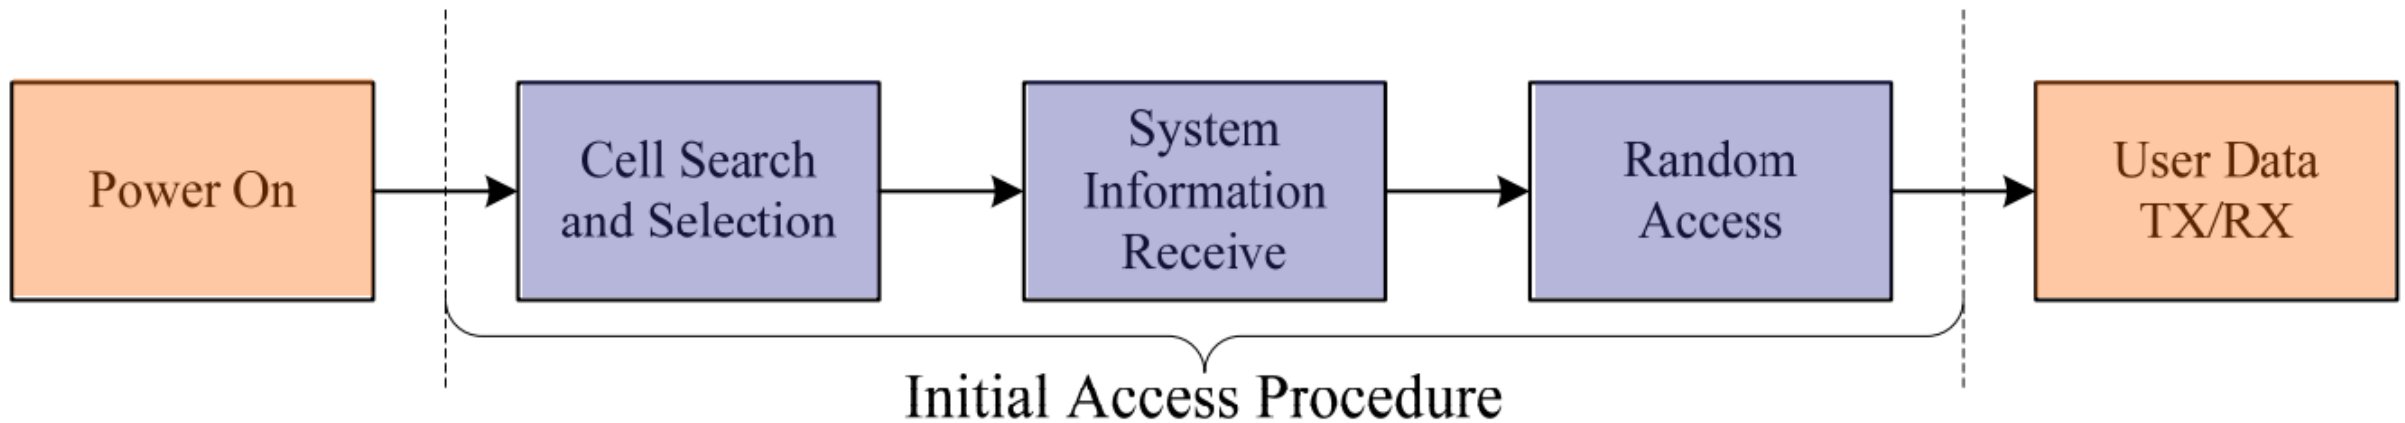 Power On
Cell Search
and Selection
System
Information
Receive
Random
Access
User Data
TX/RX
Initial Access Procedure